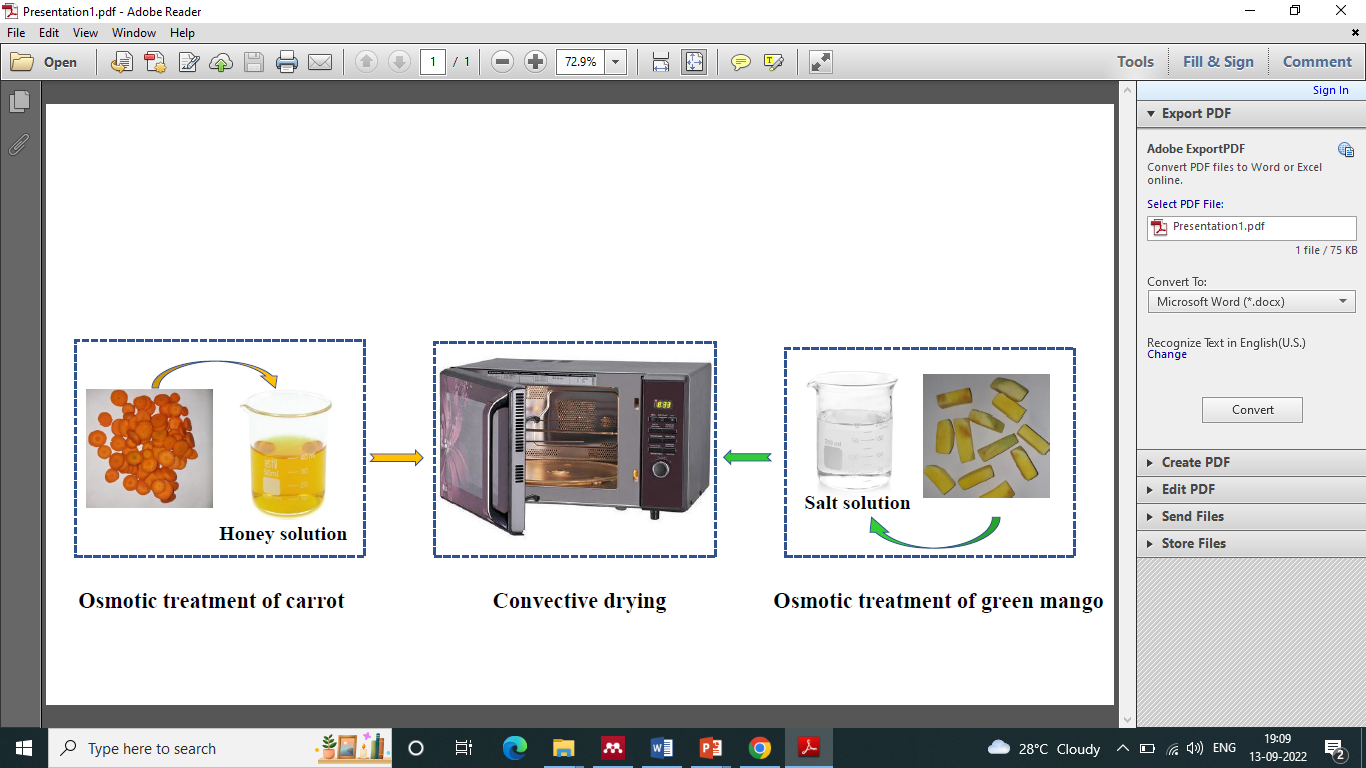 Presentation1.pdf - Adobe Reader
File Edit View Window Help
Open 1 / 1 72.9% Tools Fill & Sign Comment
Sign In
Export PDF
Adobe ExportPDF
Convert PDF files to Word or Excel
online.
Select PDF File:
Presentation1.pdf
1 file / 75 KB
Convert To:
Microsoft Word (*.docx)
Recognize Text in English(U.S.)
Change
Convert
Create PDF
Edit PDF
Send Files
Store Files
Honey solution
Salt solution
Osmotic treatment of carrot
Convective drying
Osmotic treatment of green mango
Type here to search
28°C Cloudy
ENG
19:09
13-09-2022
2